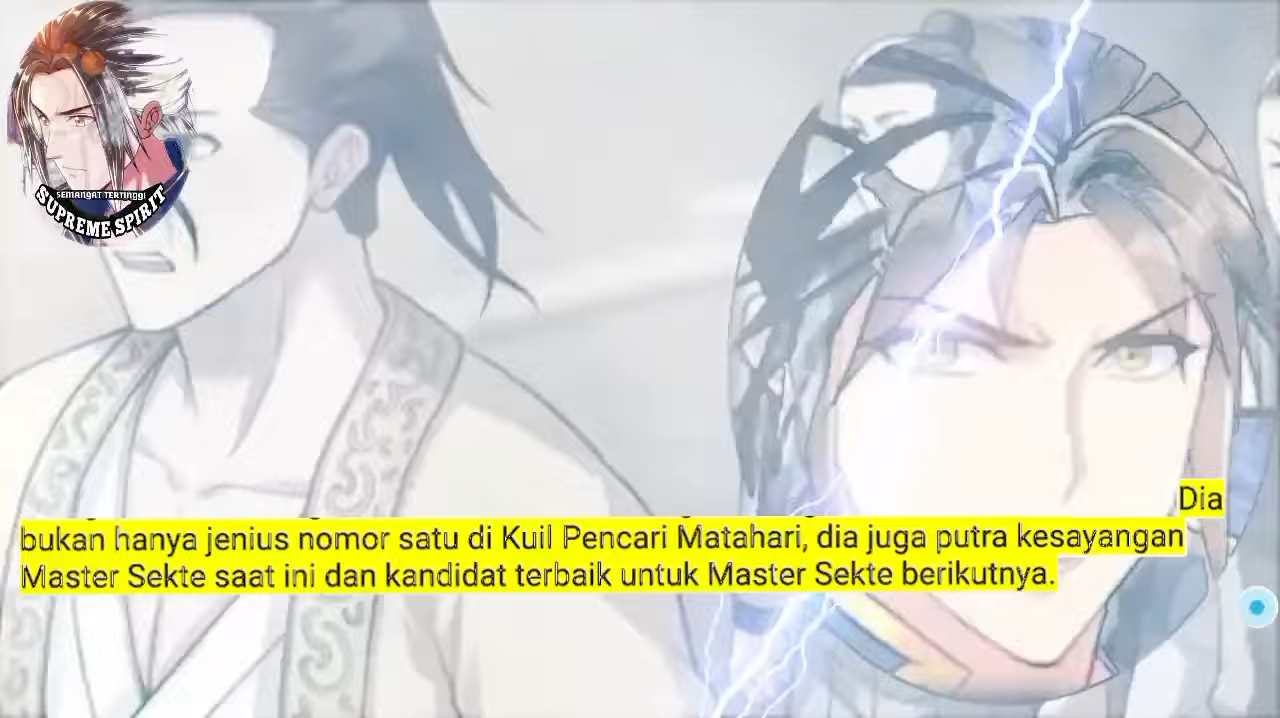 SEMANGAT TERTINGGI
SUPREME SPIRIT
Dia
bukan hanya jenius nomor satu di Kuil Pencari Matahari, dia juga putra kesayangan
Master Sekte saat ini dan kandidat terbaik untuk Master Sekte berikutnya.